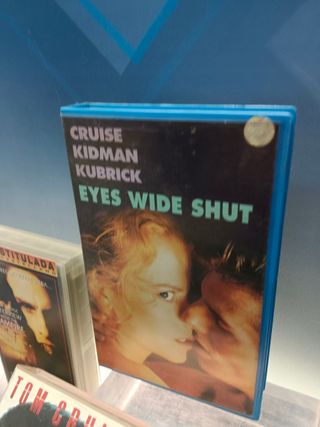 CRUISE
KIDMAN
KUBRICK
EYES WIDE SHUT
STITULADA
TOM CRU